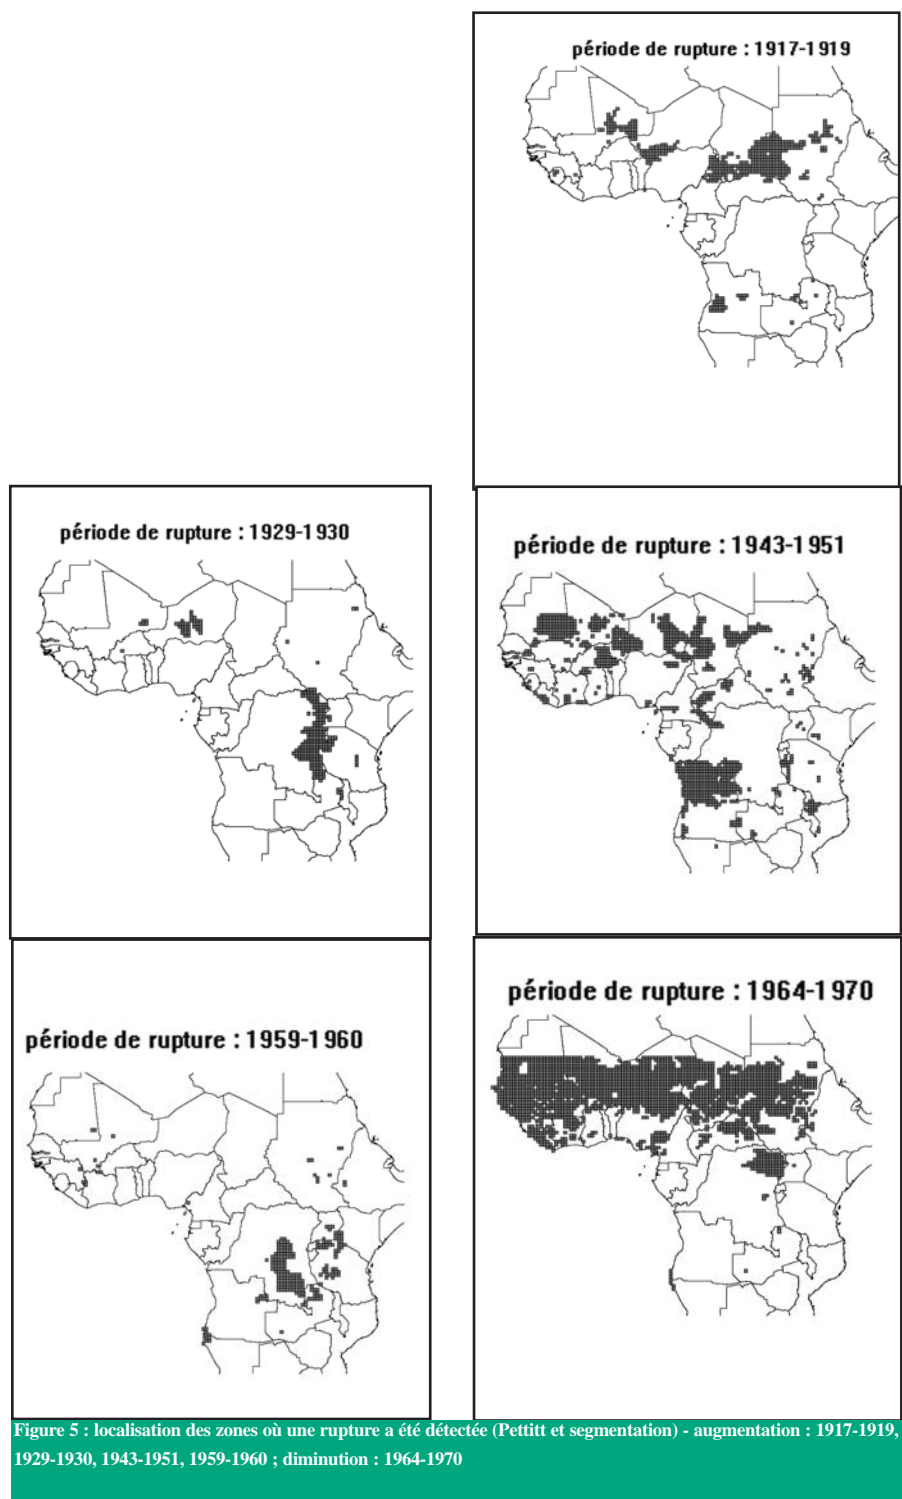 période de rupture : 1917-1919
période de rupture : 1929-1930
période de rupture : 1943-1951
période de rupture : 1959-1960
période de rupture : 1964-1970
Figure 5 : localisation des zones où une rupture a été détectée (Pettitt et segmentation) - augmentation : 1917-1919,
1929-1930, 1943-1951, 1959-1960 ; diminution : 1964-1970